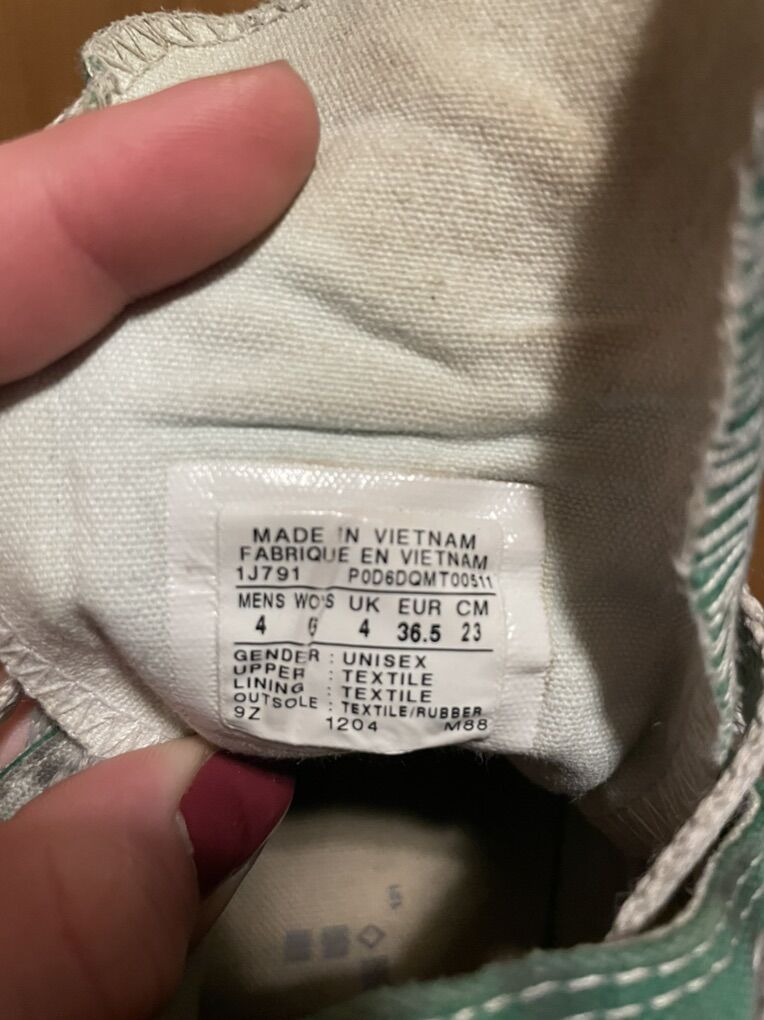 MADE IN VIETNAM
FABRIQUE EN VIETNAM
1J791 P0D6DQMT00511
MENS WO'S UK EUR CM
4 6 4 36.5 23
GENDER : UNISEX
UPPER : TEXTILE
LINING : TEXTILE
OUTSOLE : TEXTILE/RUBBER
9Z 1204 M88